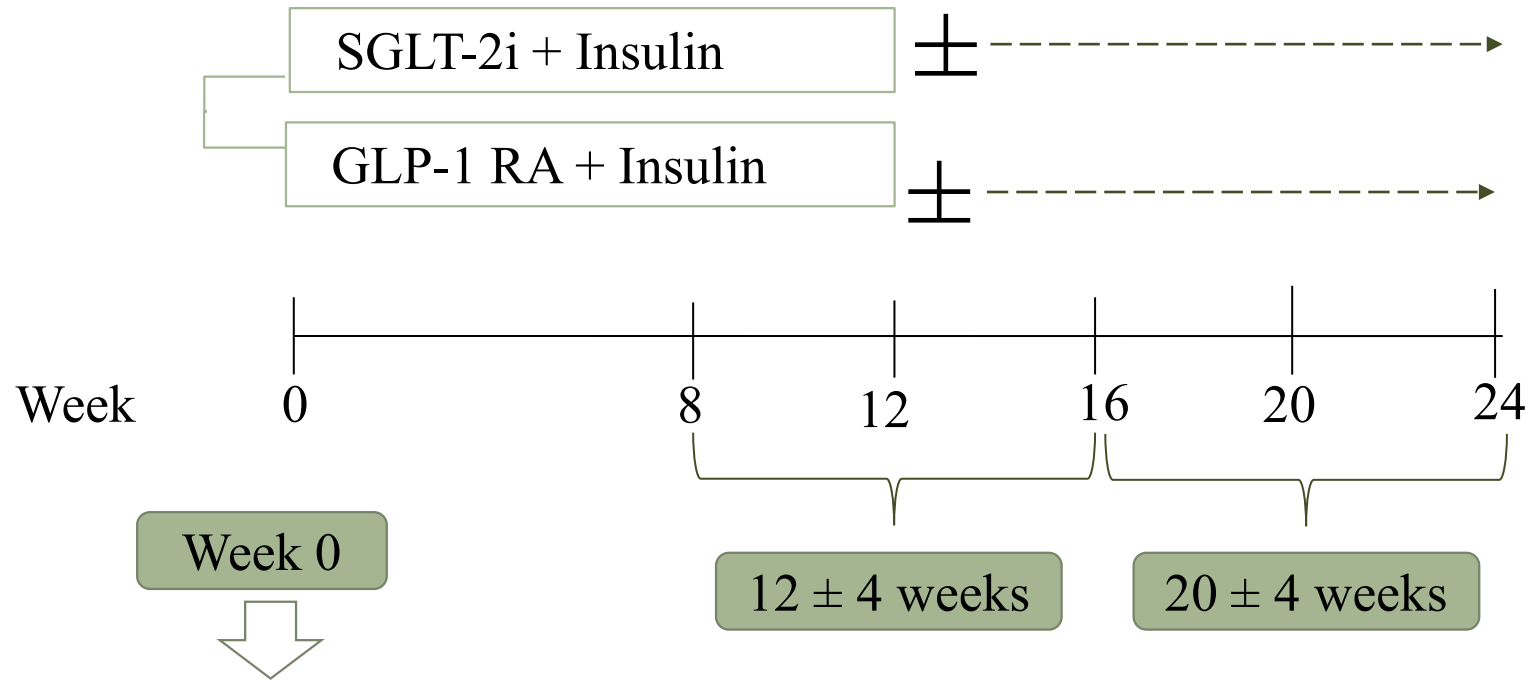 SGLT-2i + Insulin
±
GLP-1 RA + Insulin
±
Week 0 8 12 16 20 24
Week 0
12 ± 4 weeks
20 ± 4 weeks